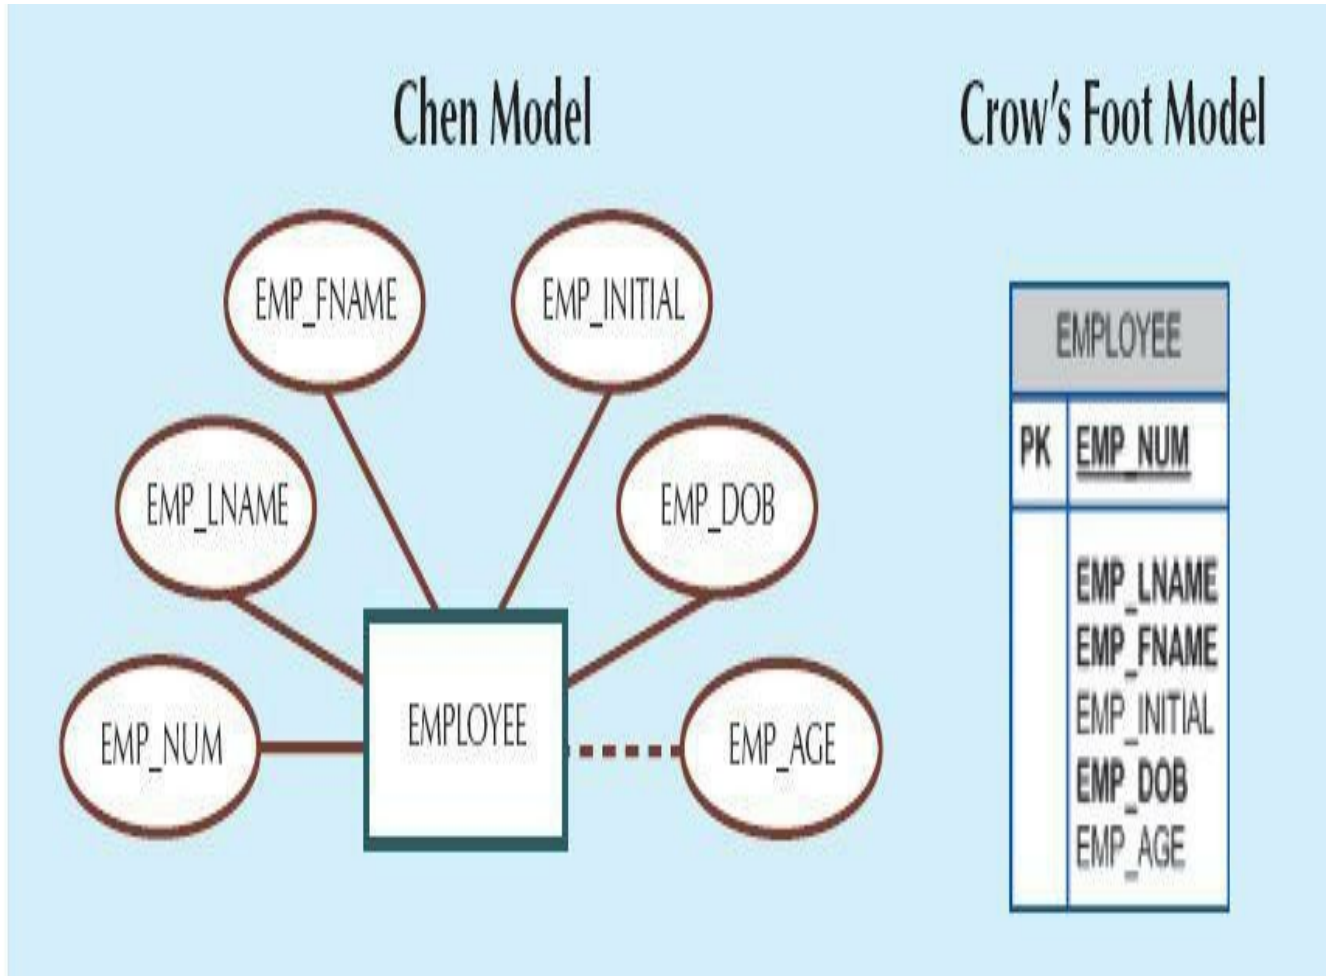 Chen Model
Crow's Foot Model
EMP_FNAME
EMP_INITIAL
EMP_LNAME
EMP_DOB
EMP_NUM
EMPLOYEE
EMP_AGE
EMPLOYEE
PK EMP_NUM
EMP_LNAME
EMP_FNAME
EMP_INITIAL
EMP_DOB
EMP_AGE